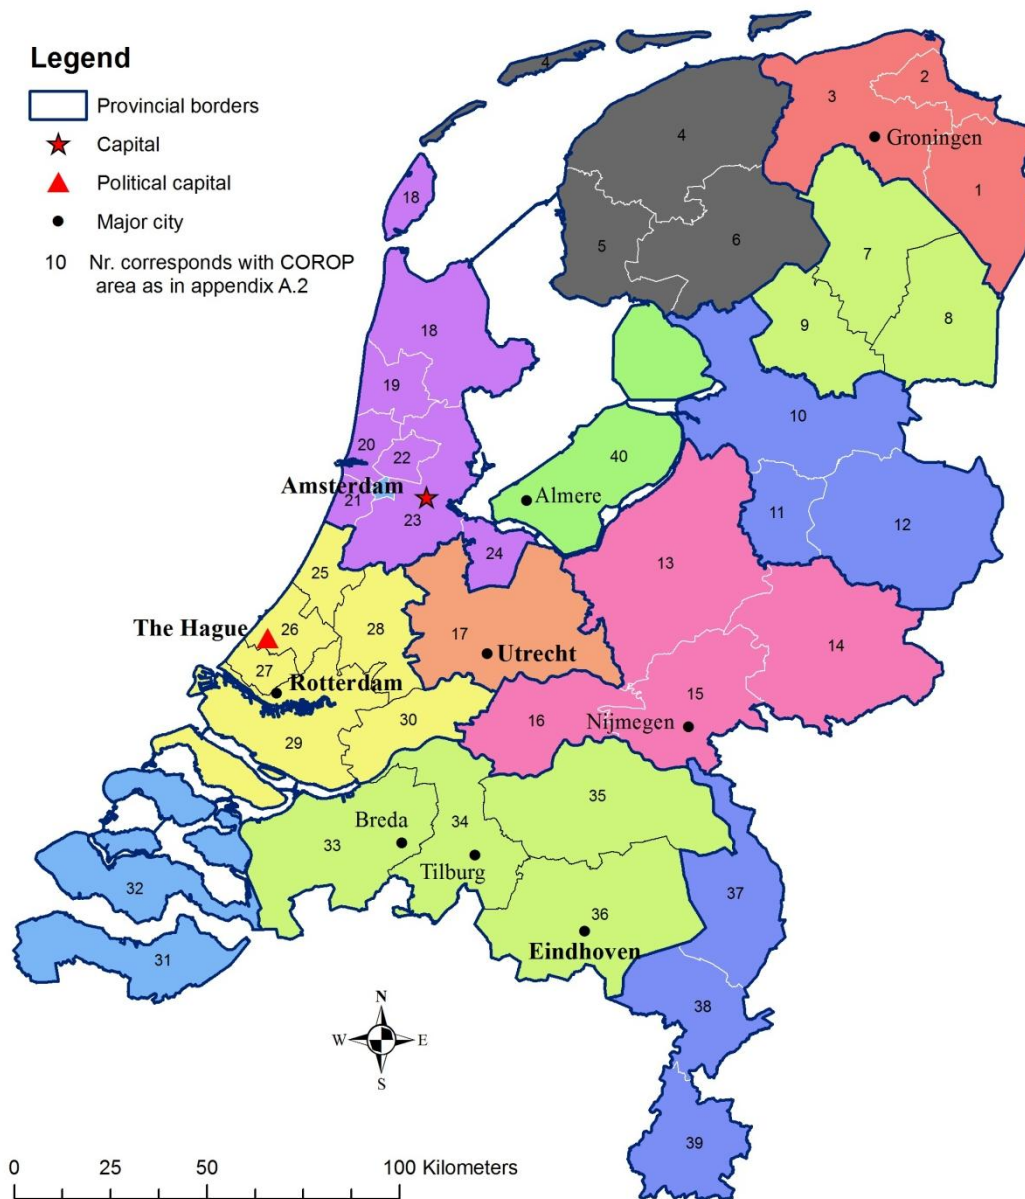 Legend
Provincial borders
Capital
Political capital
Major city
10 Nr. corresponds with COROP
area as in appendix A.2
4
2
3
Groningen
4
1
18
5
6
7
18
9
8
19
10
20
22
40
Amsterdam
Almere
21
23
11
12
24
13
25
The Hague
26
28
17
Utrecht
14
27
Rotterdam
15
30
16
Nijmegen
29
35
Breda
34
33
Tilburg
32
37
36
Eindhoven
31
38
N
W E
S
39
0 25 50 100 Kilometers